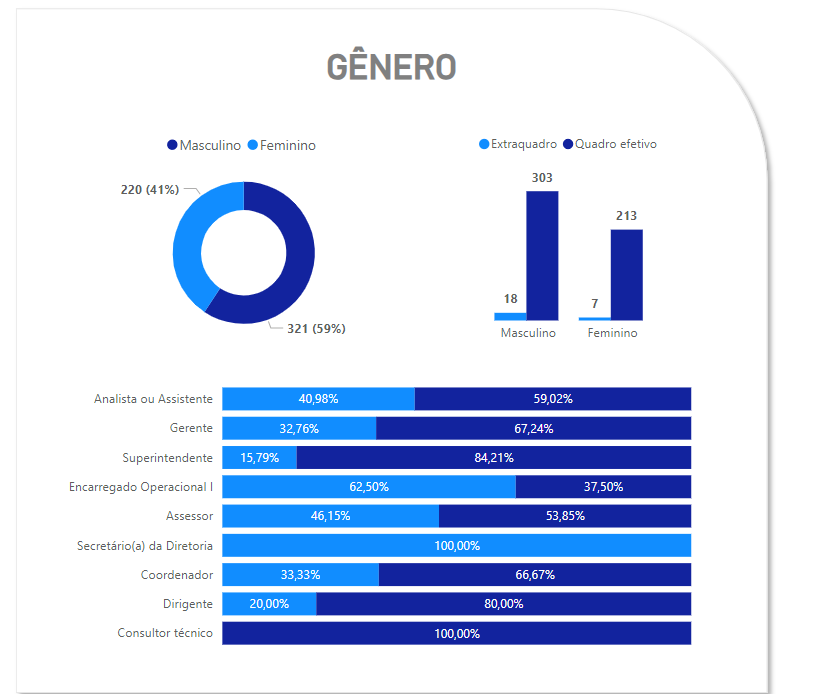 GÊNERO
Masculino Feminino
220 (41%)
321 (59%)
Extraquadro Quadro efetivo
303
213
18
7
Masculino Feminino
Analista ou Assistente 40,98% 59,02%
Gerente 32,76% 67,24%
Superintendente 15,79% 84,21%
Encarregado Operacional I 62,50% 37,50%
Assessor 46,15% 53,85%
Secretário(a) da Diretoria 100,00%
Coordenador 33,33% 66,67%
Dirigente 20,00% 80,00%
Consultor técnico 100,00%